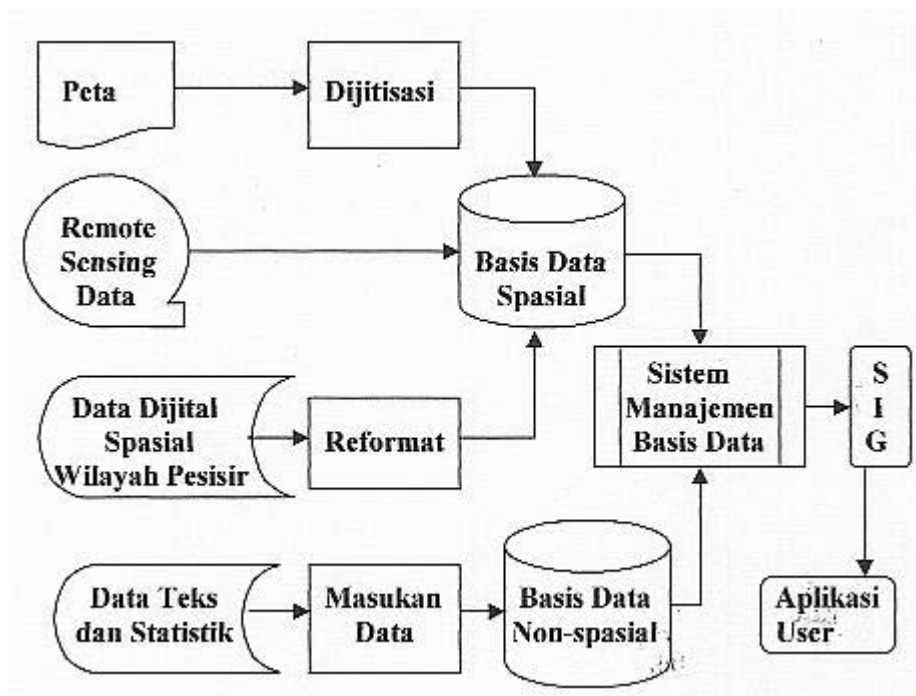 Peta
Dijitisasi
Remote
Sensing
Data
Basis Data
Spasial
Data Dijital
Spasial
Wilayah Pesisir
Reformat
Sistem
Manajemen
Basis Data
S
I
G
Data Teks
dan Statistik
Masukan
Data
Basis Data
Non-spasial
Aplikasi
User